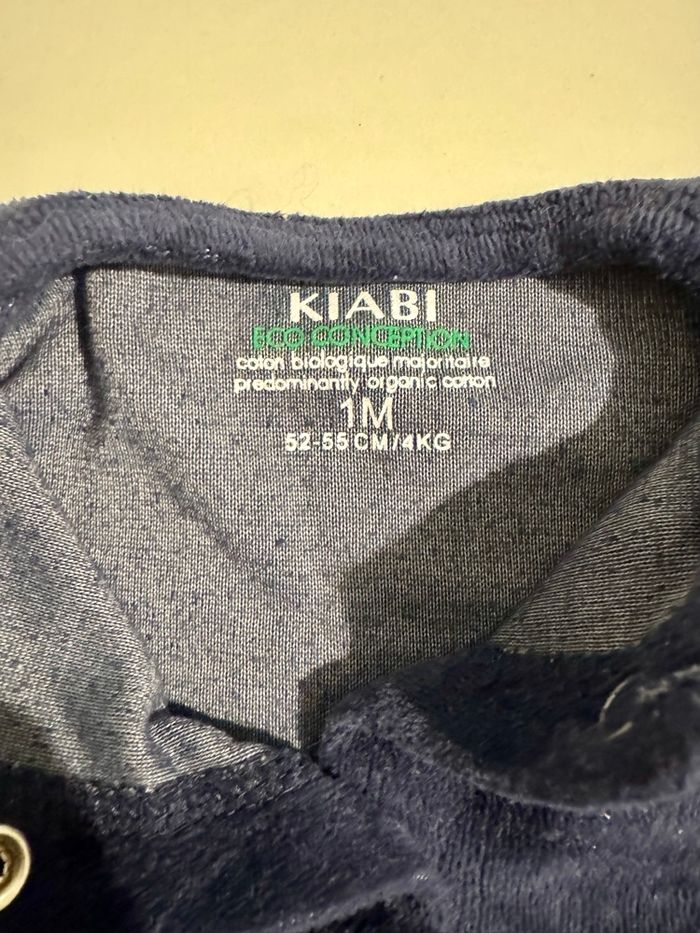 KIABI
ECO CONCEPTION
coton biologique majoritaire
predominantly organic cotton
1M
52-55 CM/4KG